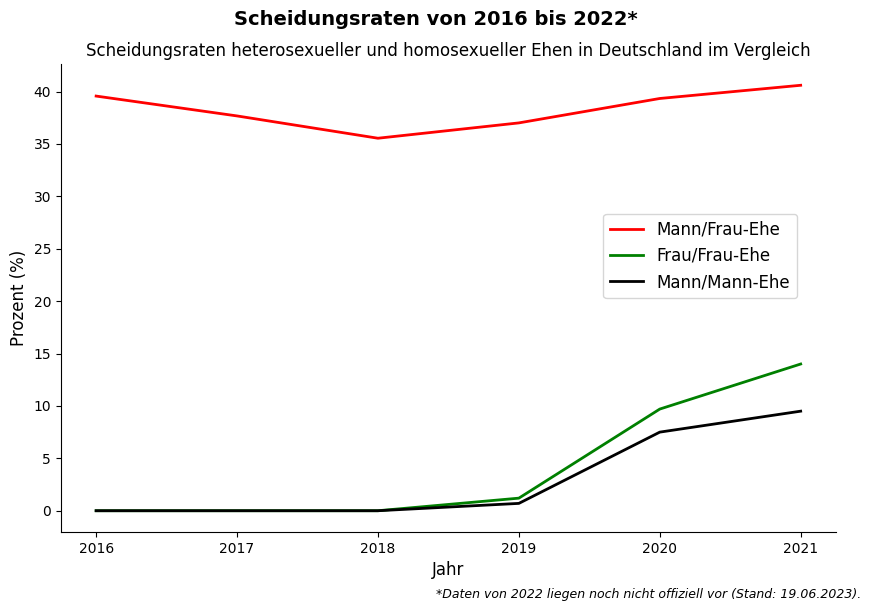 Scheidungsraten von 2016 bis 2022*
Scheidungsraten heterosexueller und homosexueller Ehen in Deutschland im Vergleich
Prozent (%)
40
35
30
25
20
15
10
5
0
Mann/Frau-Ehe
Frau/Frau-Ehe
Mann/Mann-Ehe
2016 2017 2018 2019 2020 2021
Jahr
*Daten von 2022 liegen noch nicht offiziell vor (Stand: 19.06.2023).